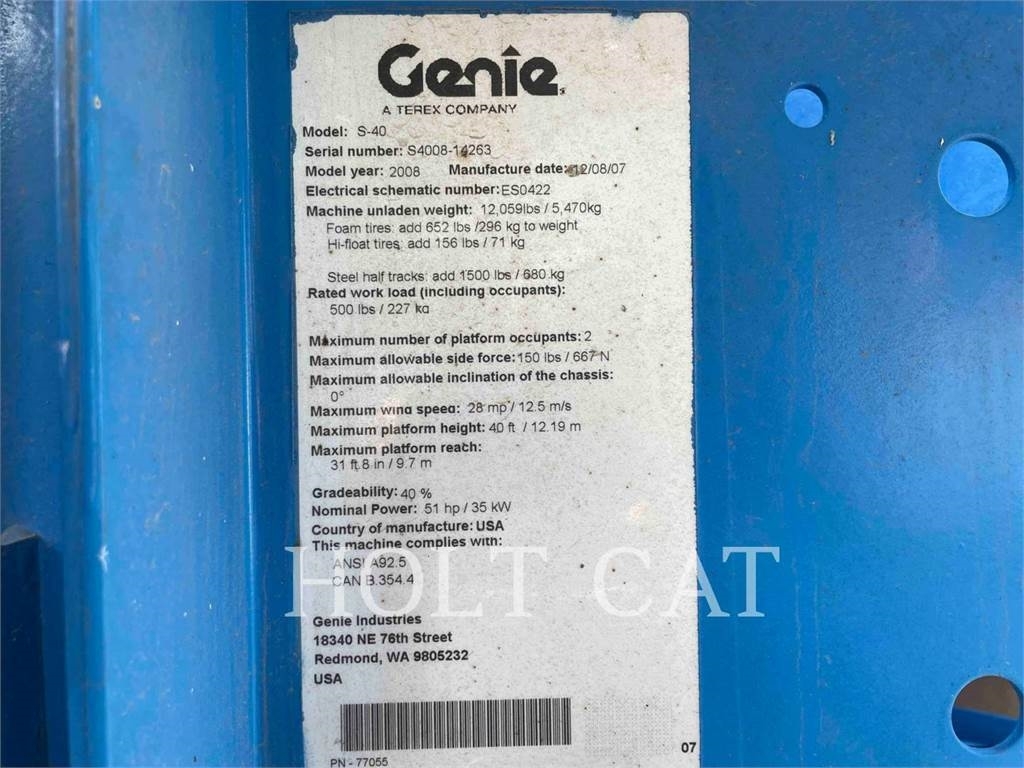 Genie
A TEREX COMPANY
Model: S-40
Serial number: S4008-14263
Model year: 2008 Manufacture date: 12/08/07
Electrical schematic number: ES0422
Machine unladen weight: 12,059lbs / 5,470kg
Foam tires: add 652 lbs /296 kg to weight
Hi-float tires: add 156 lbs / 71 kg
Steel half tracks: add 1500 lbs / 680 kg
Rated work load (including occupants):
500 lbs / 227 kg
Maximum number of platform occupants: 2
Maximum allowable side force: 150 lbs / 667 N
Maximum allowable inclination of the chassis:
0°
Maximum wind speed: 28 mp / 12.5 m/s
Maximum platform height: 40 ft / 12.19 m
Maximum platform reach:
31 ft 8 in / 9.7 m
Gradeability: 40 %
Nominal Power: 51 hp / 35 kW
Country of manufacture: USA
This machine complies with:
ANSI A92.5
CAN B.354.4
HOLT CAT
Genie Industries
18340 NE 76th Street
Redmond, WA 9805232
USA
07
PN - 77055